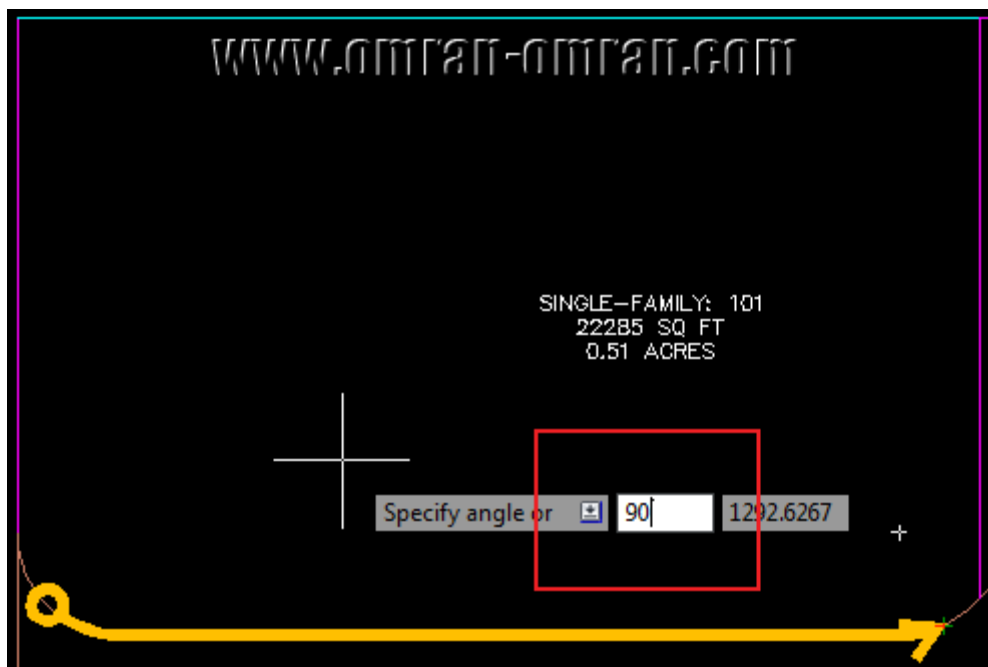 www.omran-omran.com
SINGLE-FAMILY: 101
22285 SQ FT
0.51 ACRES
Specify angle or 90 1292.6267